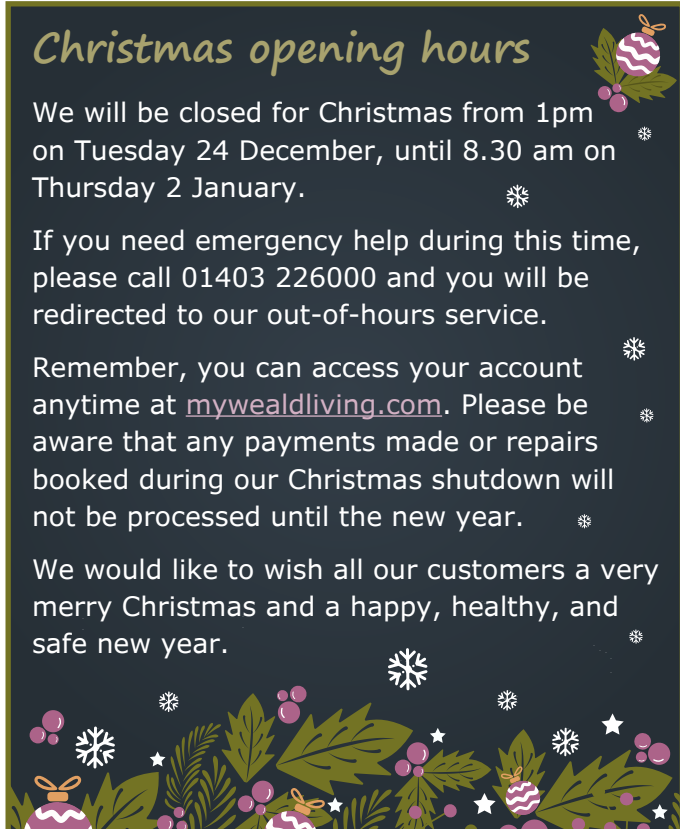 Christmas opening hours
We will be closed for Christmas from 1pm
on Tuesday 24 December, until 8.30 am on
Thursday 2 January.
If you need emergency help during this time,
please call 01403 226000 and you will be
redirected to our out-of-hours service.
Remember, you can access your account
anytime at mywealdliving.com. Please be
aware that any payments made or repairs
booked during our Christmas shutdown will
not be processed until the new year.
We would like to wish all our customers a very
merry Christmas and a happy, healthy, and
safe new year.